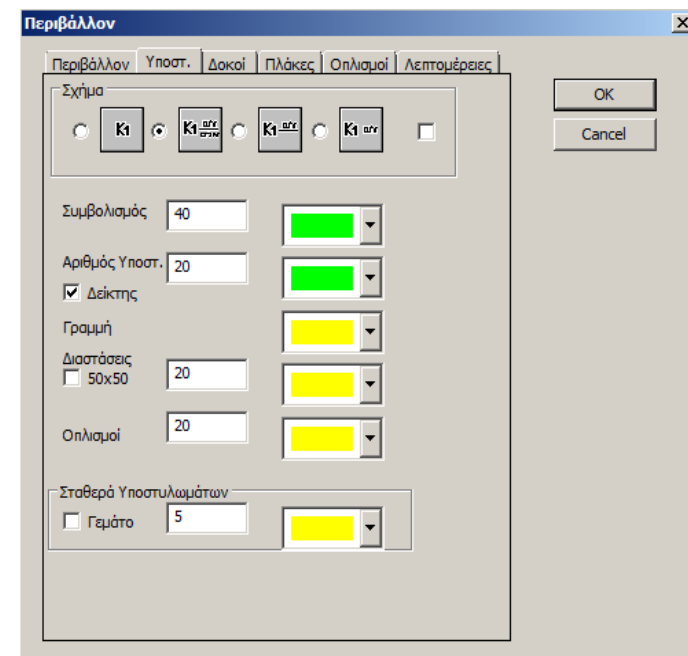 Περιβάλλον
Περιβάλλον Υποστ. Δοκοί Πλάκες Οπλισμοί Λεπτομέρειες
Σχήμα
K1 K1 K1 K1
OK
Cancel
Συμβολισμός 40
Αριθμός Υποστ. 20
Δείκτης
Γραμμή
Διαστάσεις
50x50 20
Οπλισμοί 20
Σταθερά Υποστυλωμάτων
Γεμάτο 5